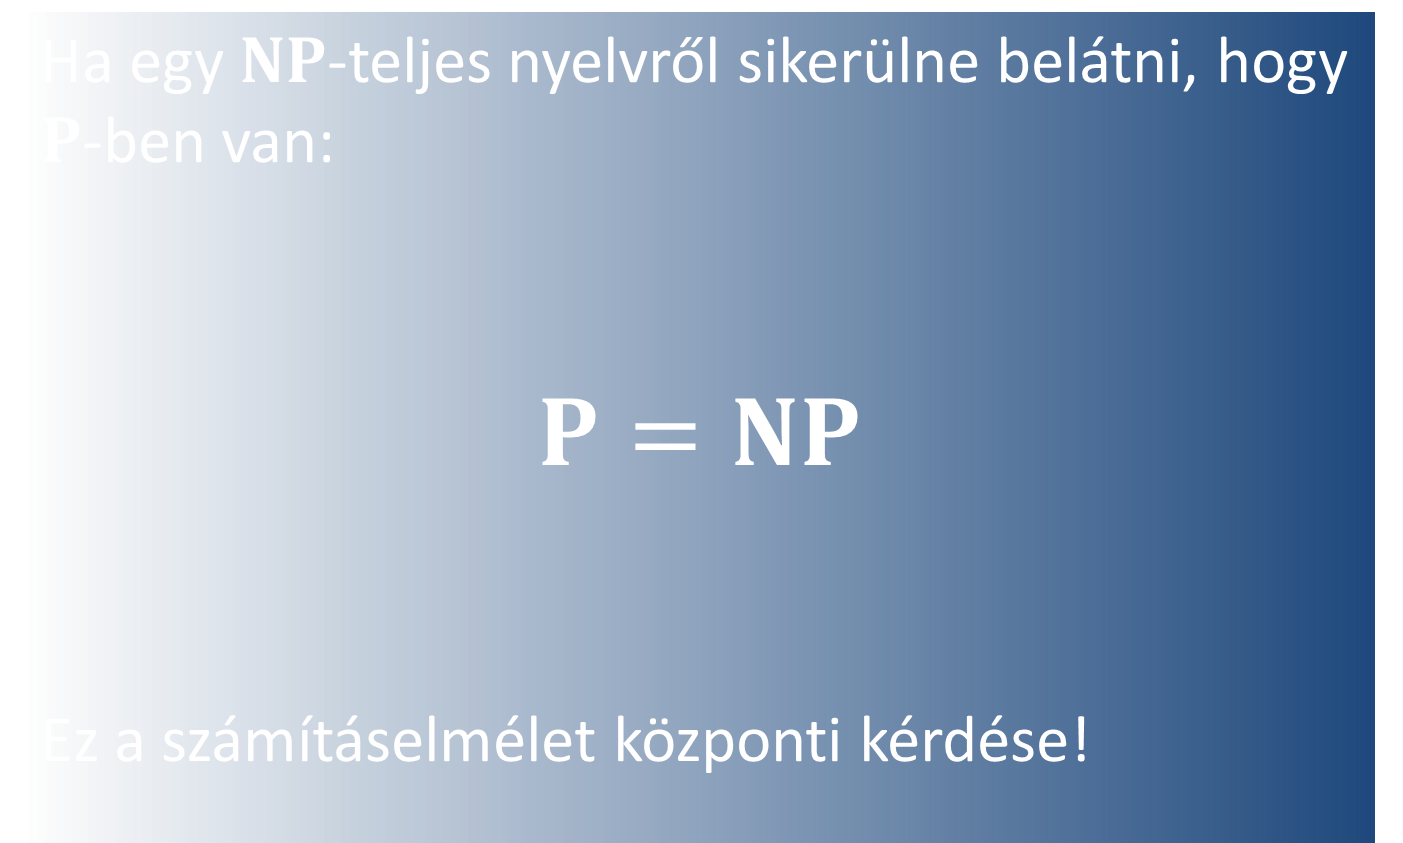 Ha egy NP-teljes nyelvről sikerülne belátni, hogy
P-ben van:
P = NP
Ez a számításelmélet központi kérdése!